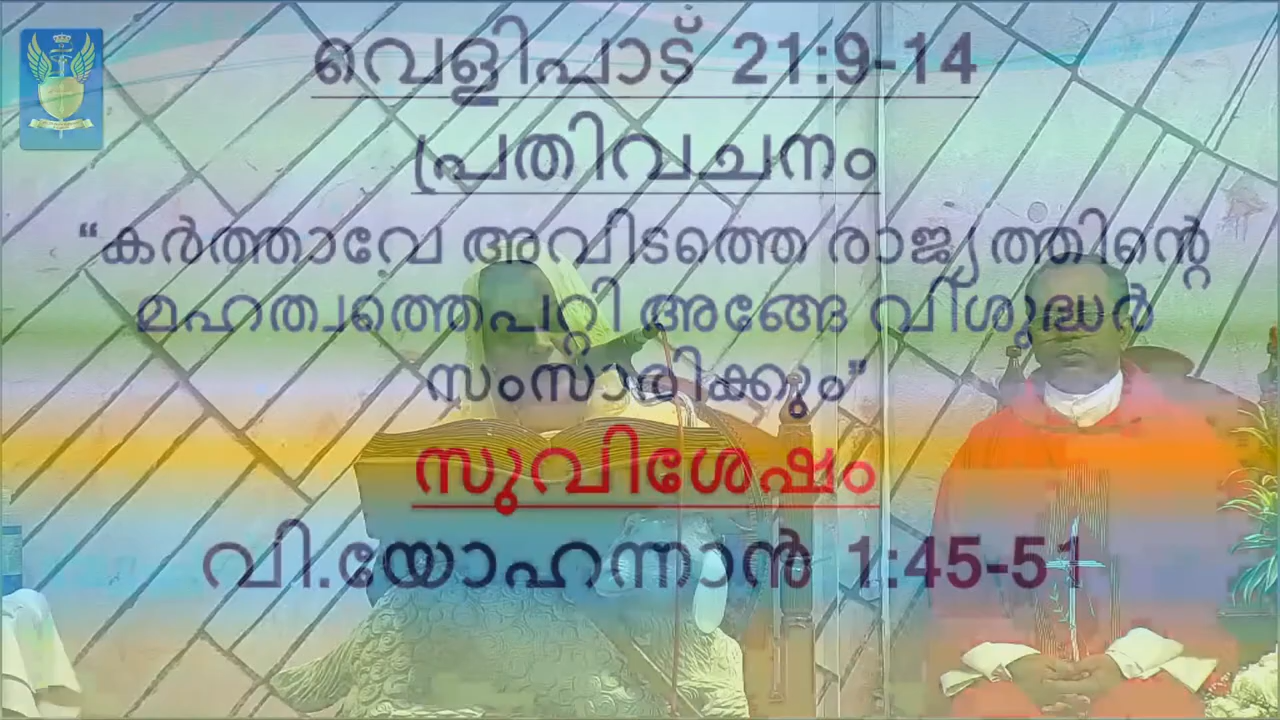 വെളിപാട് 21:9-14
പ്രതിവചനം
“കർത്താവേ അവിടത്തെ രാജ്യത്തിന്റെ
മഹത്വത്തെപറ്റി അങ്ങേ വിശുദ്ധർ
സംസാരിക്കും”
സുവിശേഷം
വി.യോഹന്നാൻ 1:45-51